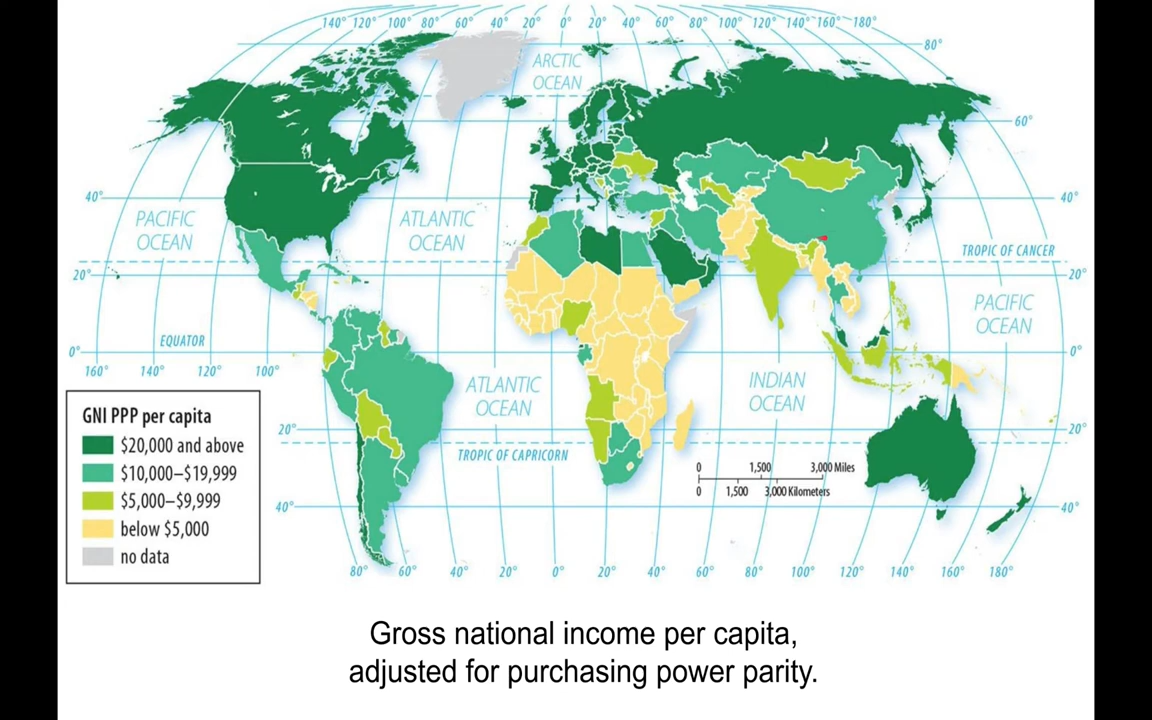 140° 120° 100° 80° 60° 40° 20° 0° 20° 40° 60° 80° 100° 120° 140° 160° 180°
80°
ARCTIC
OCEAN
60°
40°
40°
PACIFIC
OCEAN
ATLANTIC
OCEAN
TROPIC OF CANCER
20°
20°
PACIFIC
OCEAN
EQUATOR
0°
0°
160° 140° 120° 100°
ATLANTIC
OCEAN
INDIAN
OCEAN
GNI PPP per capita
$20,000 and above
$10,000–$19,999
$5,000–$9,999
below $5,000
no data
20°
20°
TROPIC OF CAPRICORN
0 1,500 3,000 Miles
0 1,500 3,000 Kilometers
40°
40°
80° 60° 40° 20° 0° 20° 40° 60° 80° 100° 120° 140° 160° 180°
Gross national income per capita,
adjusted for purchasing power parity.